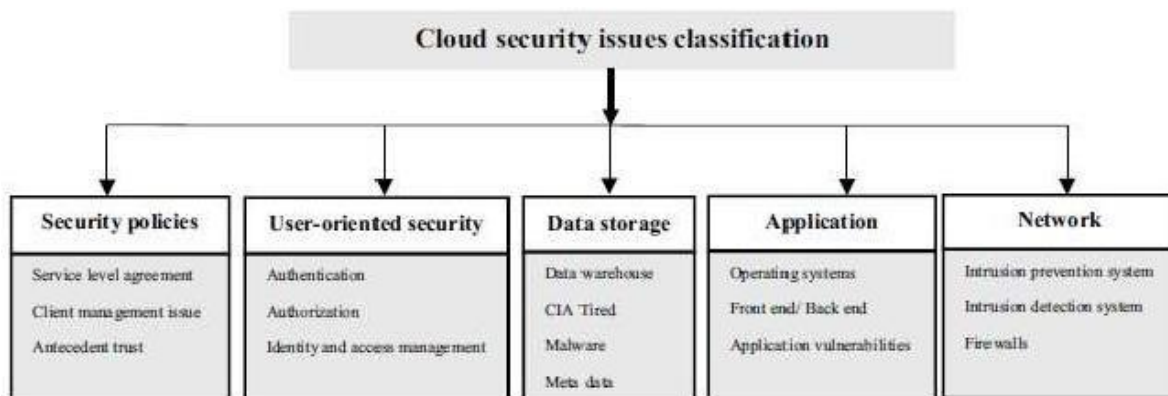 Cloud security issues classification
Security policies
Service level agreement
Client management issue
Antecedent trust
User-oriented security
Authentication
Authorization
Identity and access management
Data storage
Data warehouse
CIA Tired
Malware
Meta data
Application
Operating systems
Front end/ Back end
Application vulnerabilities
Network
Intrusion prevention system
Intrusion detection system
Firewalls